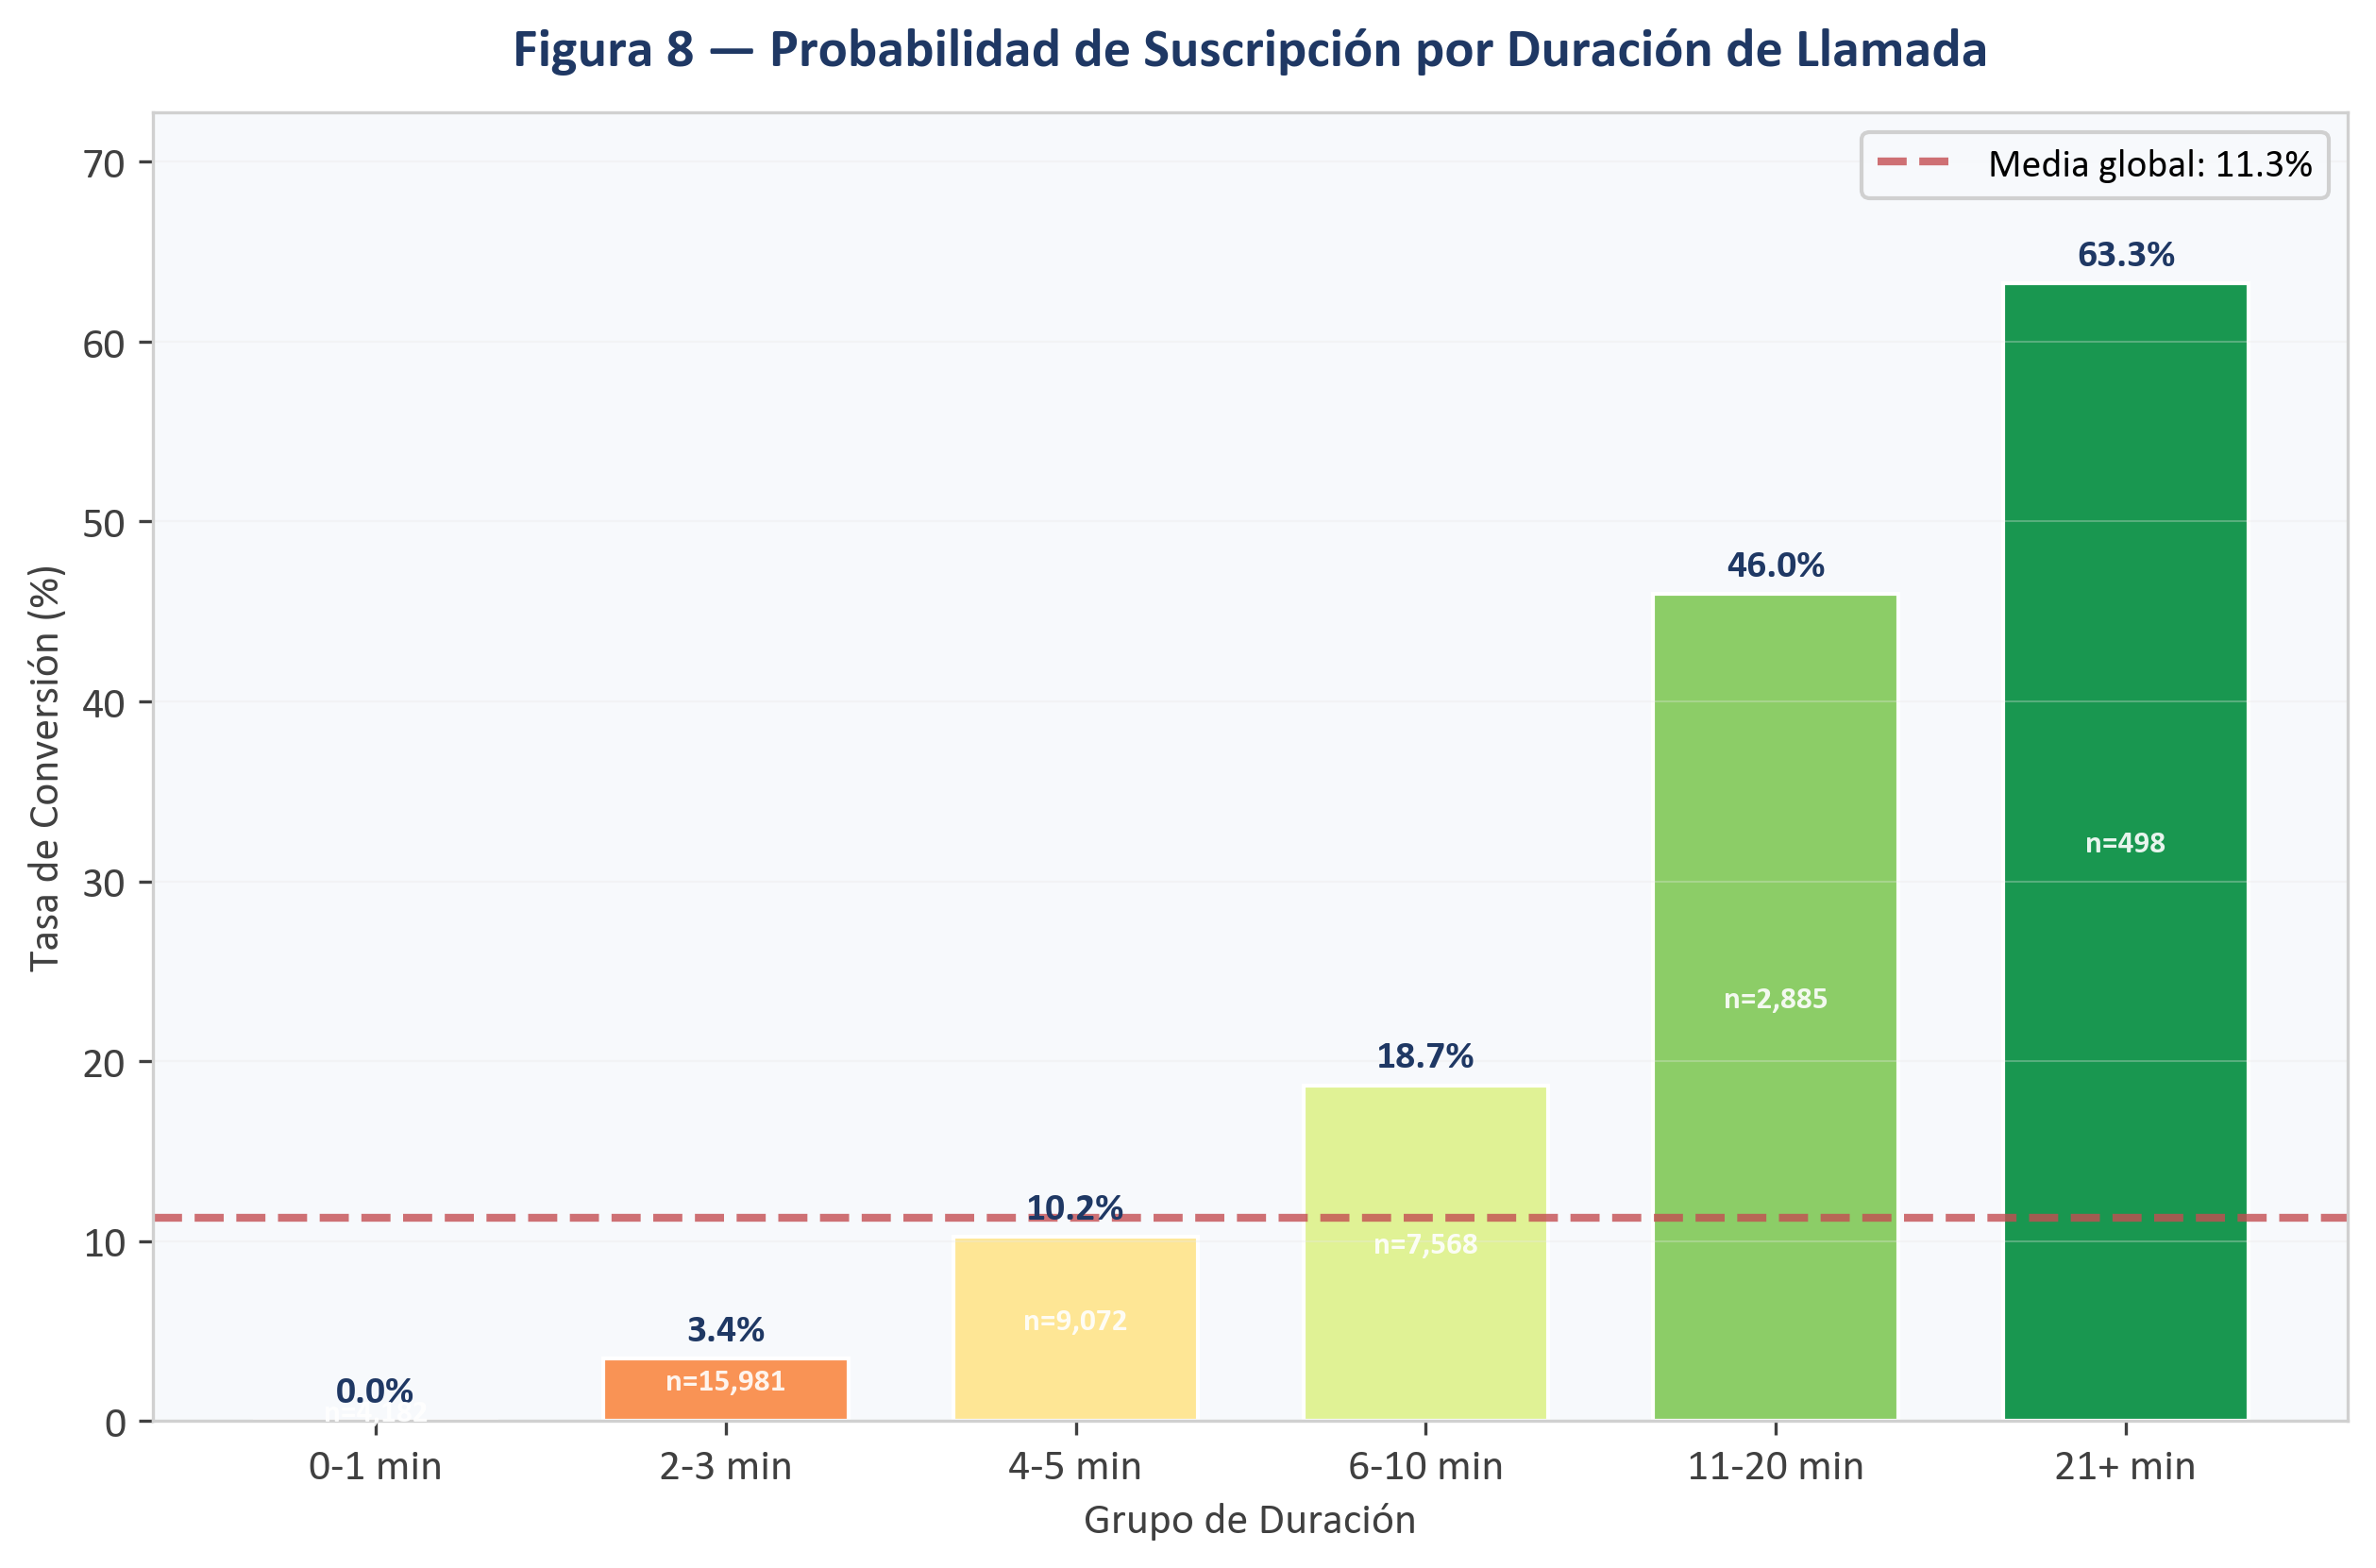 Figura 8 — Probabilidad de Suscripción por Duración de Llamada
Media global: 11.3%
Tasa de Conversión (%)
70
60
50
40
30
20
10
0
0.0%
3.4%
n=15,981
10.2%
n=9,072
18.7%
n=7,568
46.0%
n=2,885
63.3%
n=498
0-1 min
2-3 min
4-5 min
6-10 min
11-20 min
21+ min
Grupo de Duración